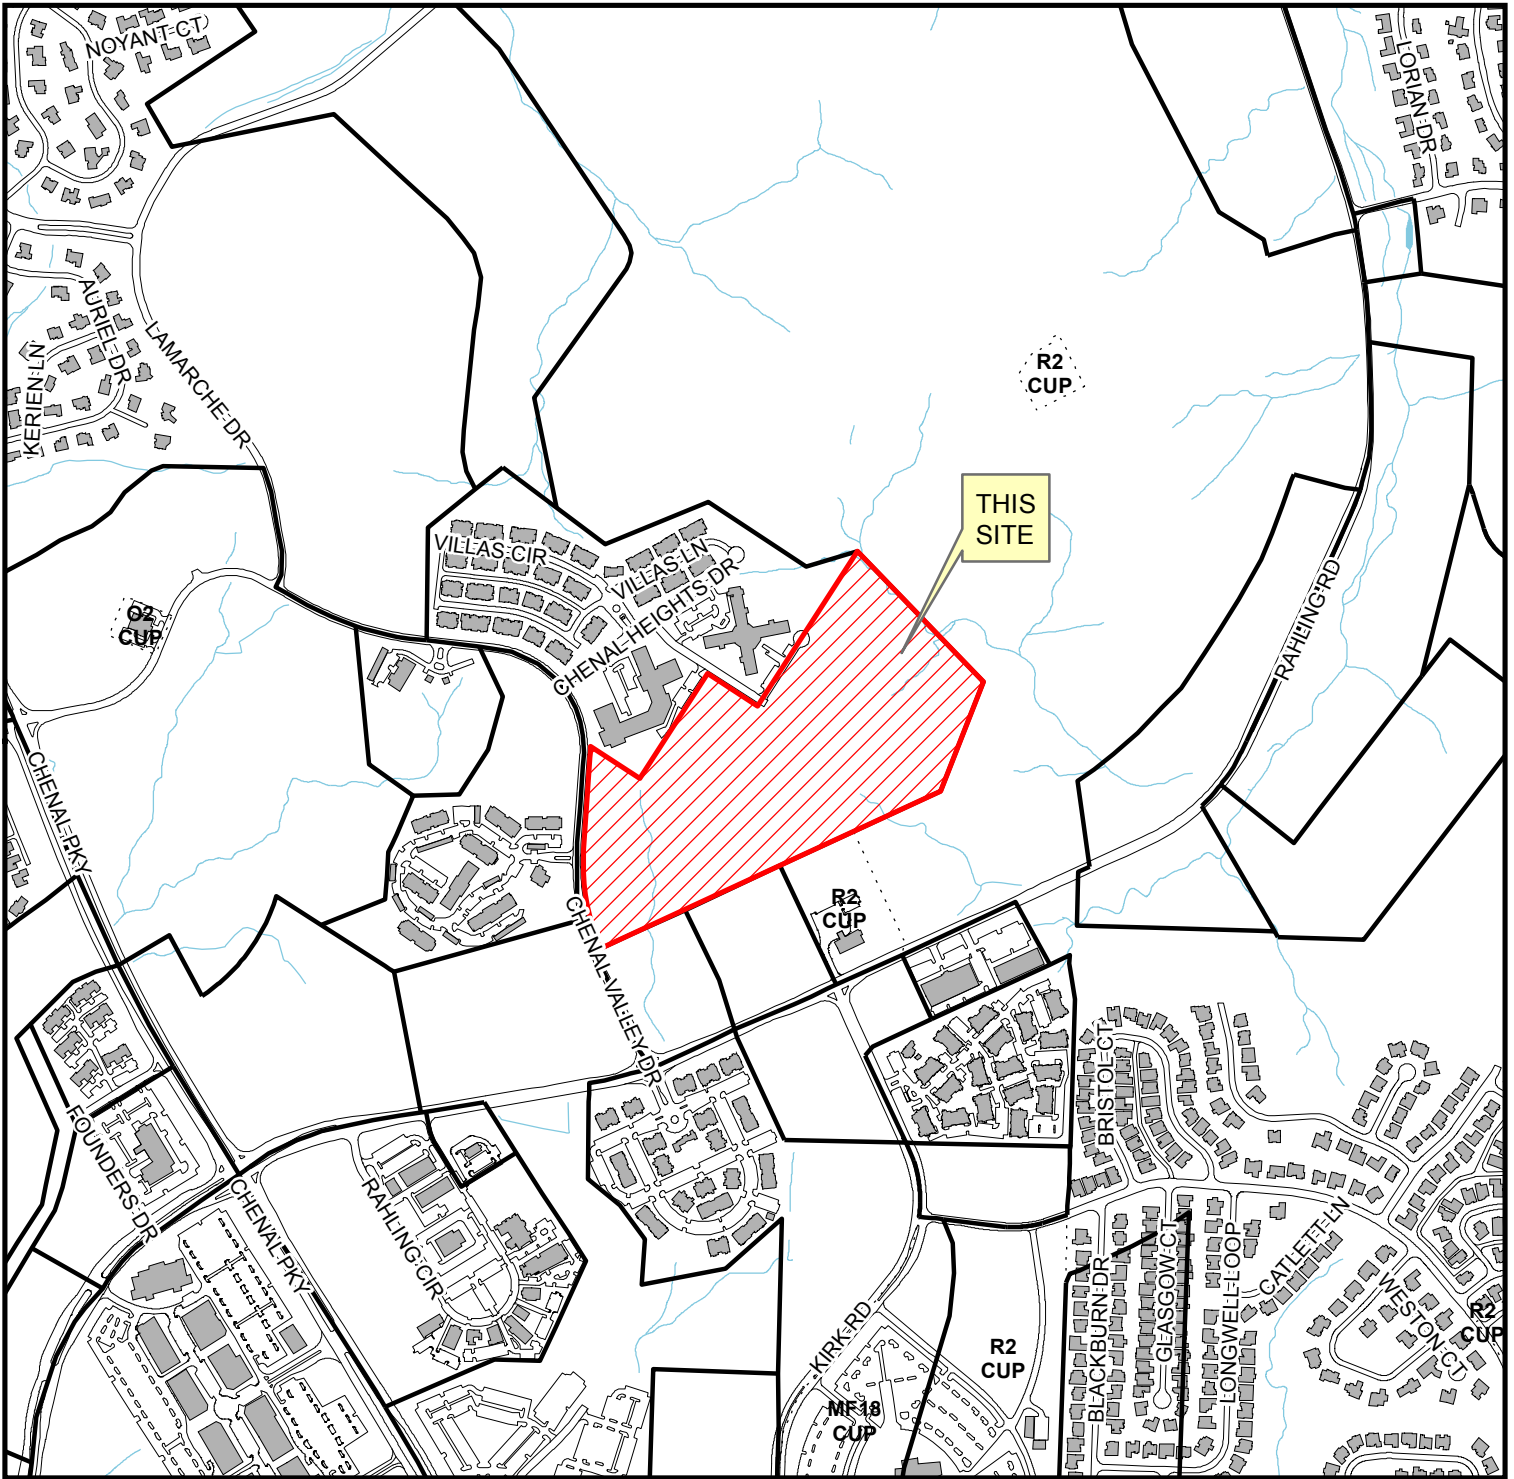 NOYANT CT
LORIAN DR
AURIEL DR
LAMARCHE DR
KERIEN LN
R2
CUP
THIS
SITE
VILLAS CIR
VILLAS LN
CHENAL HEIGHTS DR
O2
CUP
RAHLING RD
CHENAL PKY
R2
CUP
CHENAL VALLEY DR
BRISTOL CT
FOUNDERS DR
CHENAL PKY
RAHLING CIR
KIRK RD
R2
CUP
MF18
CUP
BLACKBURN DR
GLASGOW CT
LONGWELL LOOP
CATLETT LN
WESTON CT
R2
CUP